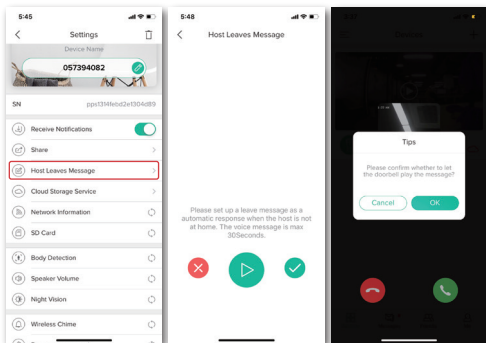 5:45
Settings
Device Name
057394082
SN
pps1314febd2e1304d89
Receive Notifications
Share
Host Leaves Message
Cloud Storage Service
Network Information
SD Card
Body Detection
Speaker Volume
Night Vision
Wireless Chime
5:48
Host Leaves Message
Please set up a leave message as a
automatic response when the host is not
at home. The voice message is max
30Seconds.
Devices
Tips
Please confirm whether to let
the doorbell play the message?
Cancel
OK